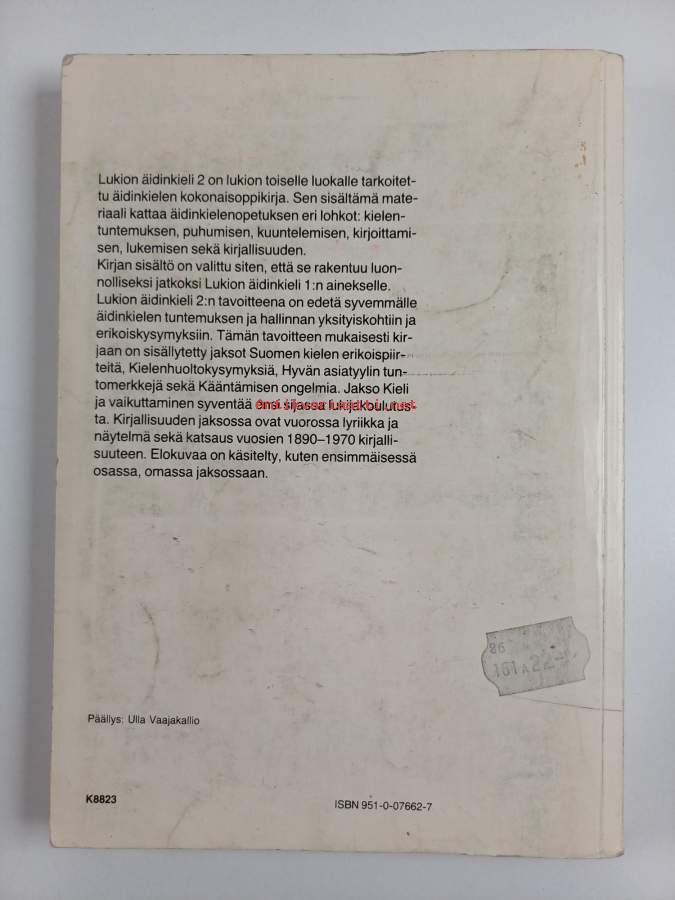 Lukion äidinkieli 2 on lukion toiselle luokalle tarkoitet-
tu äidinkielen kokonaisoppikirja. Sen sisältämä mate-
riaali kattaa äidinkielenopetuksen eri lohkot: kielen-
tuntemuksen, puhumisen, kuuntelemisen, kirjoittami-
sen, lukemisen sekä kirjallisuuden.
Kirjan sisältö on valittu siten, että se rakentuu luon-
nolliseksi jatkoksi Lukion äidinkieli 1:n ainekselle.
Lukion äidinkieli 2:n tavoitteena on edetä syvemmälle
äidinkielen tuntemuksen ja hallinnan yksityiskohtiin ja
erikoiskysymyksiin. Tämän tavoitteen mukaisesti kir-
jaan on sisällytetty jaksot Suomen kielen erikoispiir-
teitä, Kielenhuoltokysymyksiä, Hyvän asiatyylin tun-
tomerkkejä sekä Kääntämisen ongelmia. Jakso Kieli
ja vaikuttaminen syventää ensi sijassa lukijakoulutus-
ta. Kirjallisuuden jaksossa ovat vuorossa lyriikka ja
näytelmä sekä katsaus vuosien 1890–1970 kirjalli-
suuteen. Elokuvaa on käsitelty, kuten ensimmäisessä
osassa, omassa jaksossaan.
86
161A22
Päällys: Ulla Vaajakallio
K8823
ISBN 951-0-07662-7